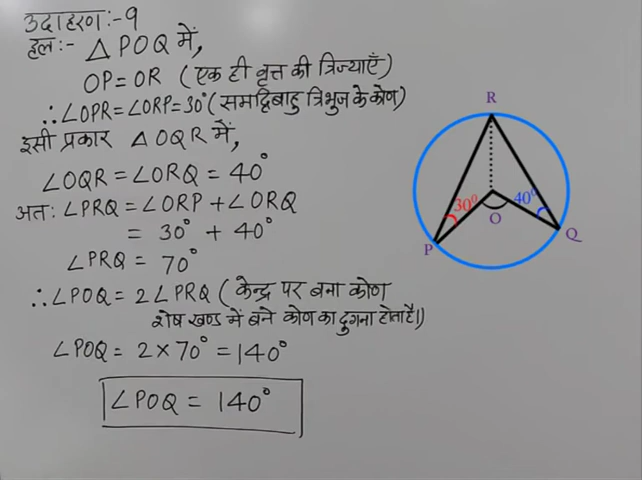 उदाहरण:-9
हल:- △POQ में,
OP=OR (एक ही वृत्त की त्रिज्याएँ)
∴∠OPR=∠ORP=30°(समद्विबाहु त्रिभुज के कोण)
इसी प्रकार △OQR में,
∠OQR=∠ORQ = 40°
अतः ∠PRQ=∠ORP+∠ORQ
= 30° + 40°
∠PRQ = 70°
∴∠POQ=2∠PRQ (केन्द्र पर बना कोण
शेष खण्ड में बने कोण का दुगना होता है।)
∠POQ= 2×70°=140°
∠POQ = 140°
R
30⁰
40⁰
O
P
Q